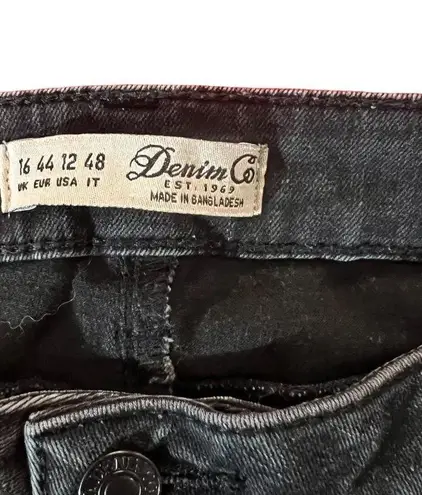 16 44 12 48
UK EUR USA IT
Denim Co
EST. 1969
MADE IN BANGLADESH